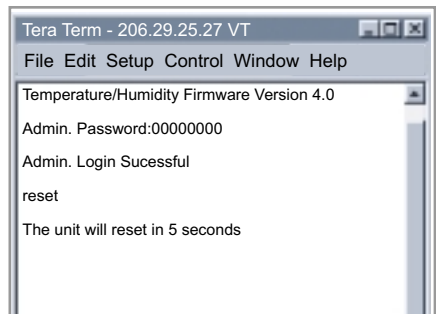 Tera Term - 206.29.25.27 VT
File Edit Setup Control Window Help
Temperature/Humidity Firmware Version 4.0
Admin. Password:00000000
Admin. Login Sucessful
reset
The unit will reset in 5 seconds